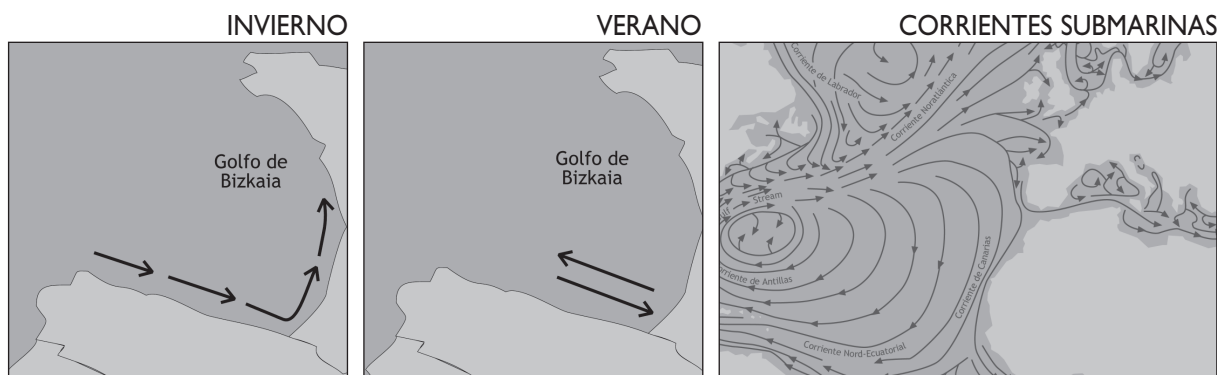 INVIERNO
Golfo de
Bizkaia
VERANO
Golfo de
Bizkaia
CORRIENTES SUBMARINAS
Corriente de Labrador
Corriente Noratlántica
Stream
Corriente de Antillas
Corriente de Canarias
Corriente Nord-Ecuatorial